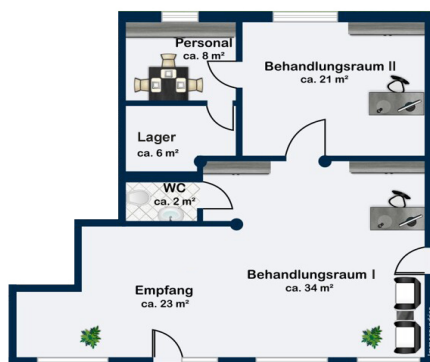 Personal
ca. 8 m²
Behandlungsraum II
ca. 21 m²
Lager
ca. 6 m²
WC
ca. 2 m²
Behandlungsraum I
ca. 34 m²
Empfang
ca. 23 m²